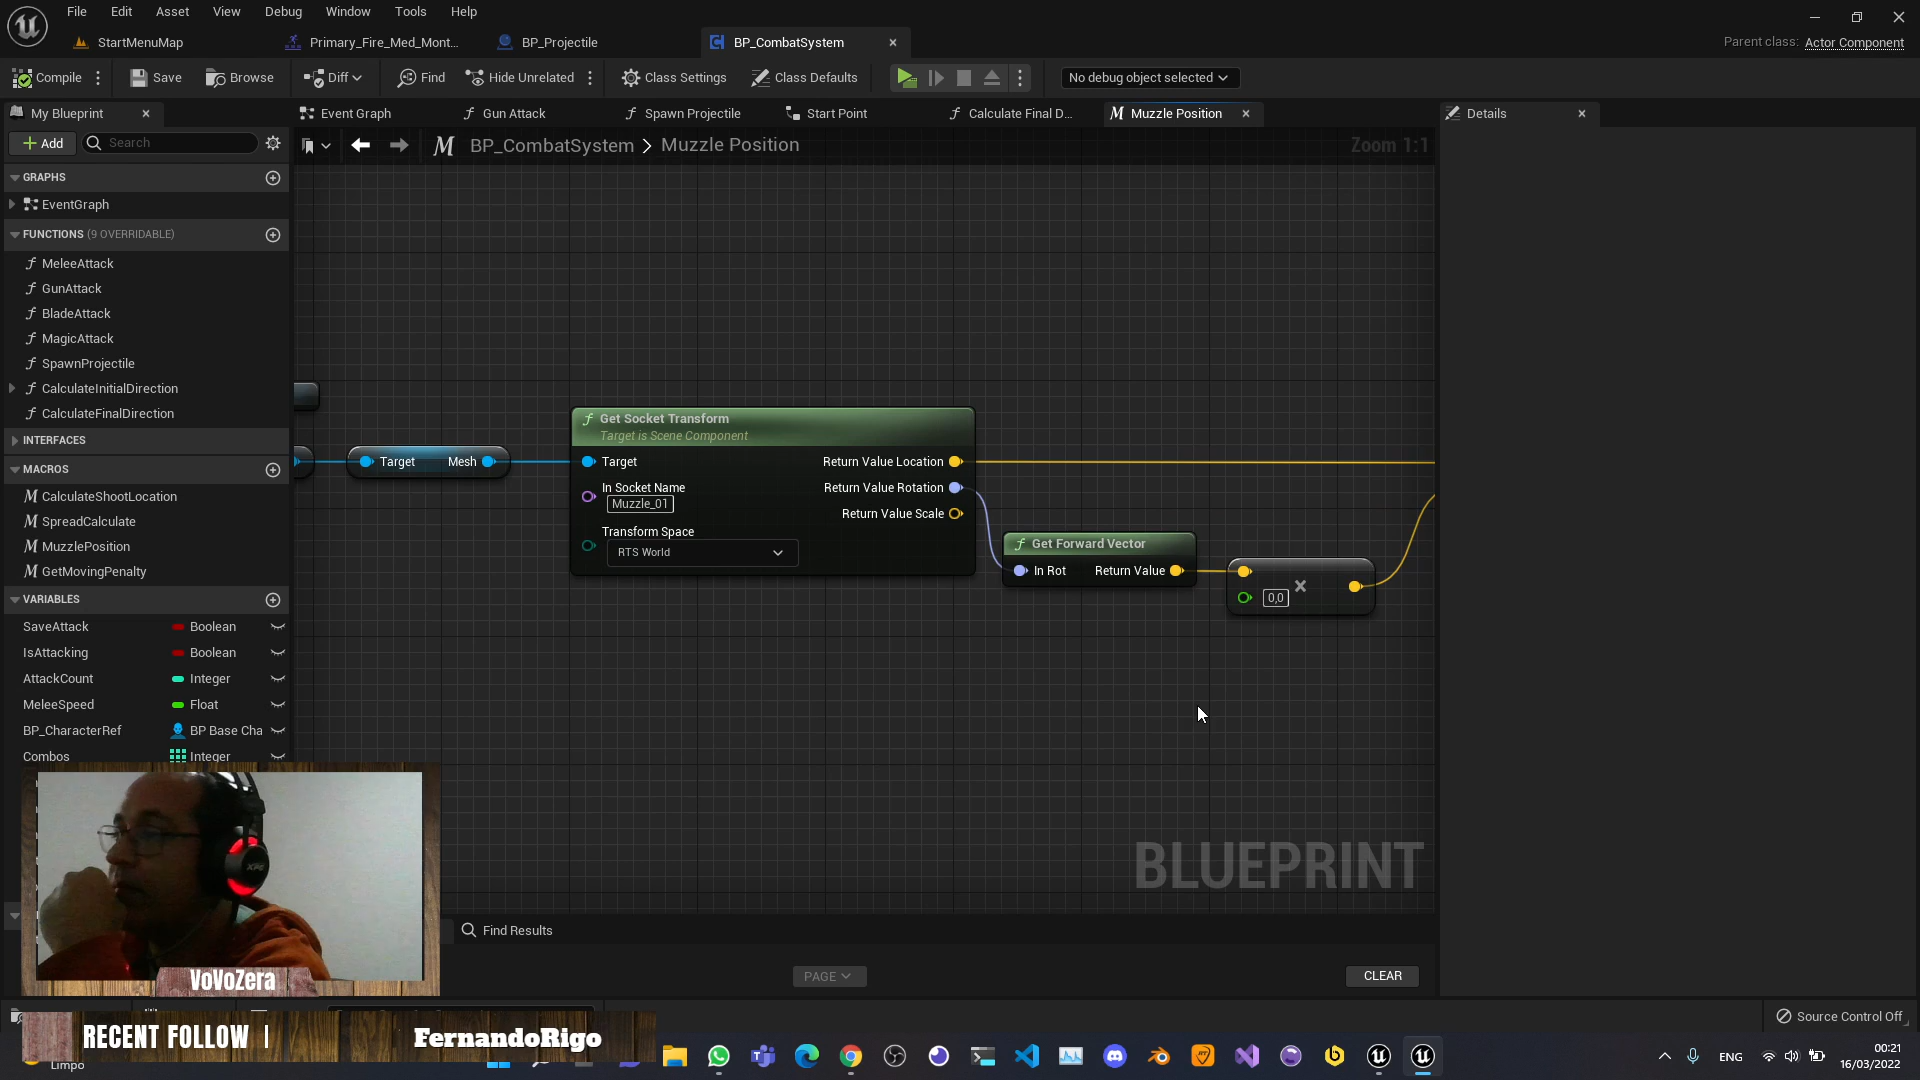 File Edit Asset View Debug Window Tools Help
StartMenuMap Primary_Fire_Med_Mont... BP_Projectile BP_CombatSystem Parent class: Actor Component
Compile Save Browse Diff Find Hide Unrelated Class Settings Class Defaults No debug object selected
My Blueprint Event Graph Gun Attack Spawn Projectile Start Point Calculate Final D... Muzzle Position Details
Add Search BP_CombatSystem > Muzzle Position Zoom 1:1
GRAPHS
EventGraph
FUNCTIONS (9 OVERRIDABLE)
MeleeAttack
GunAttack
BladeAttack
MagicAttack
SpawnProjectile
CalculateInitialDirection
CalculateFinalDirection
INTERFACES
MACROS
CalculateShootLocation
SpreadCalculate
MuzzlePosition
GetMovingPenalty
VARIABLES
SaveAttack Boolean
IsAttacking Boolean
AttackCount Integer
MeleeSpeed Float
BP_CharacterRef BP Base Cha
Combos Integer
Target Mesh
Get Socket Transform
Target is Scene Component
Target Return Value Location
In Socket Name Return Value Rotation
Muzzle_01
Return Value Scale
Transform Space
RTS World
Get Forward Vector
In Rot Return Value
0,0
BLUEPRINT
Find Results
PAGE CLEAR
XPG
VoVoZera
Source Control Off
RECENT FOLLOW | FernandoRigo
Limpo
ENG 00:21
16/03/2022